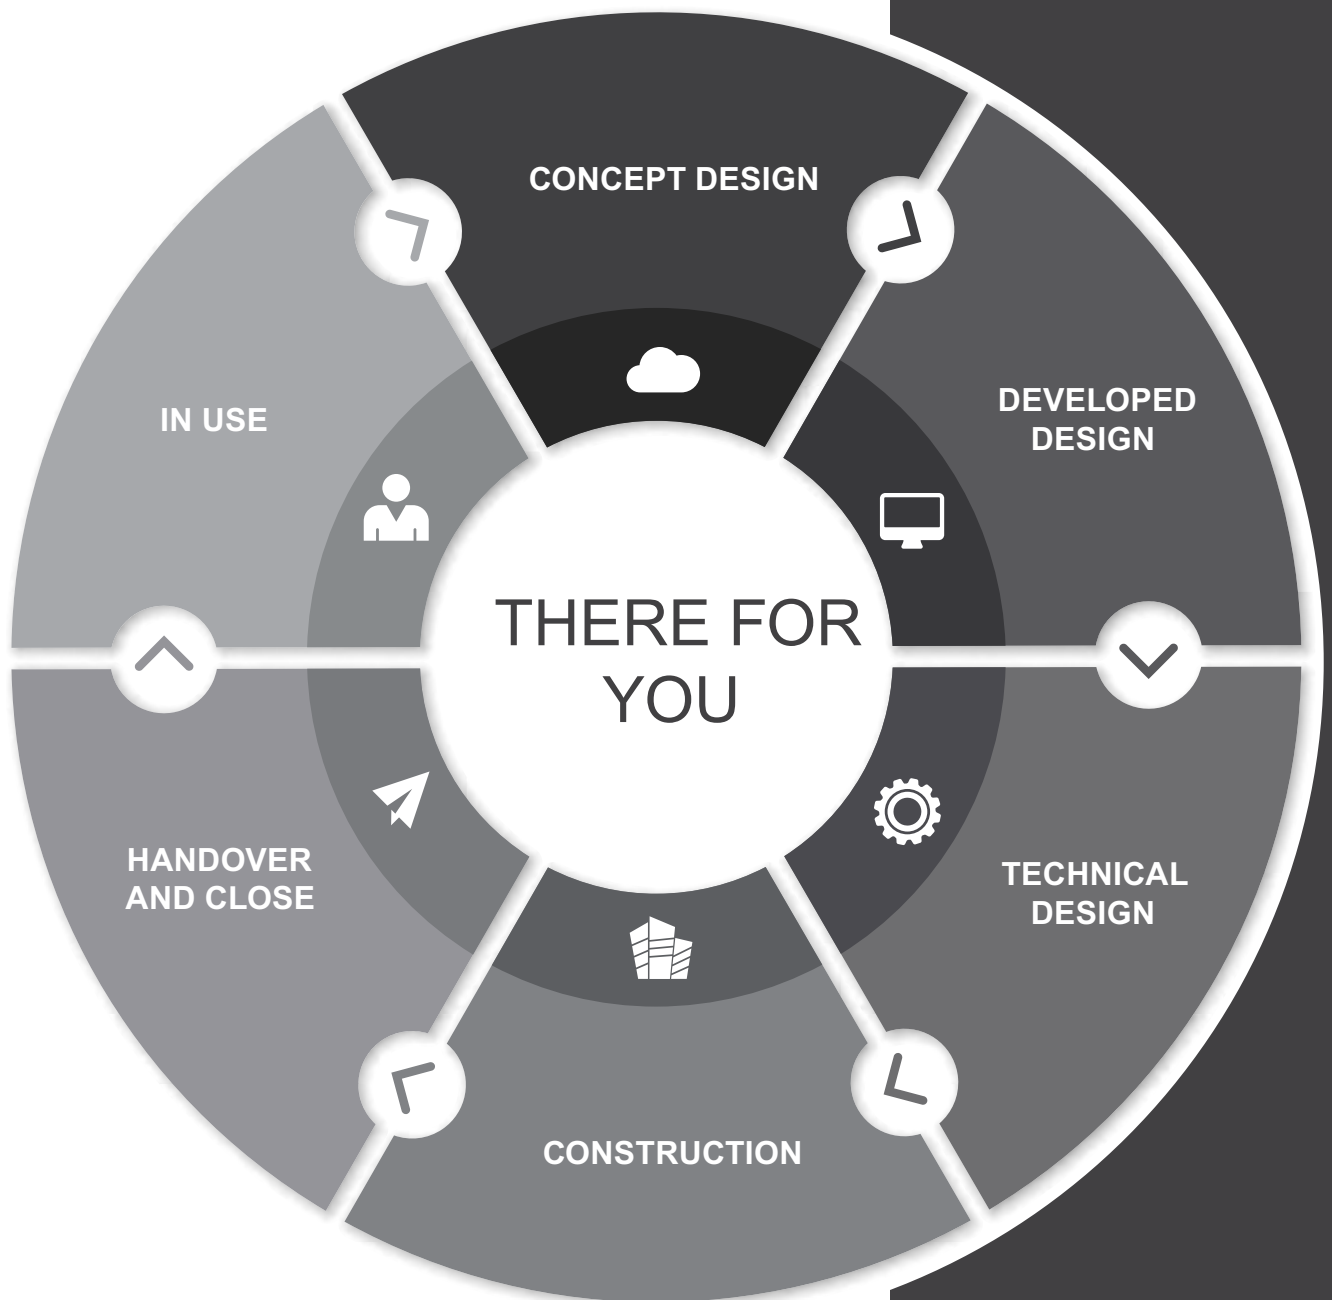 CONCEPT DESIGN
DEVELOPED
DESIGN
TECHNICAL
DESIGN
CONSTRUCTION
HANDOVER
AND CLOSE
IN USE
THERE FOR
YOU